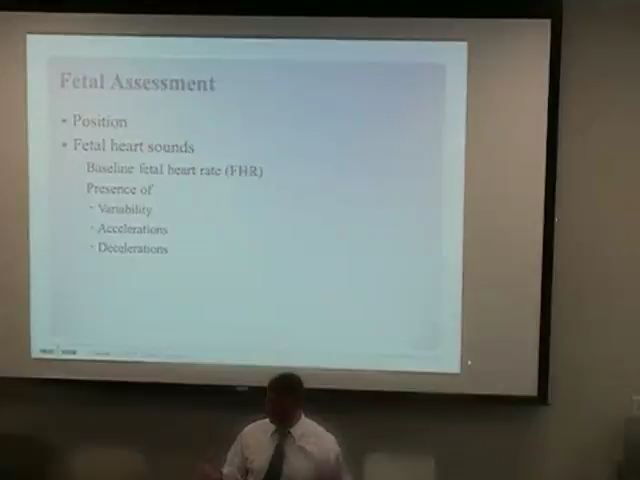 Fetal Assessment
• Position
• Fetal heart sounds
Baseline fetal heart rate (FHR)
Presence of
- Variability
- Accelerations
- Decelerations